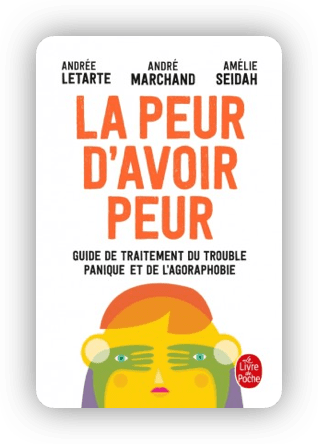 ANDRÉE LETARTE
ANDRÉ MARCHAND
AMÉLIE SEIDAH
LA PEUR
D'AVOIR
PEUR
GUIDE DE TRAITEMENT DU TROUBLE
PANIQUE ET DE L'AGORAPHOBIE
Le Livre de Poche